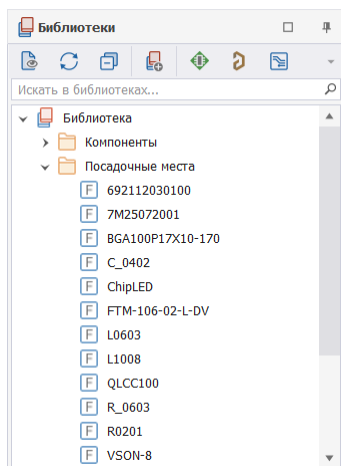 Библиотеки
Искать в библиотеках...
Библиотека
Компоненты
Посадочные места
F 692112030100
F 7M25072001
F BGA100P17X10-170
F C_0402
F ChipLED
F FTM-106-02-L-DV
F L0603
F L1008
F QLCC100
F R_0603
F R0201
F VSON-8